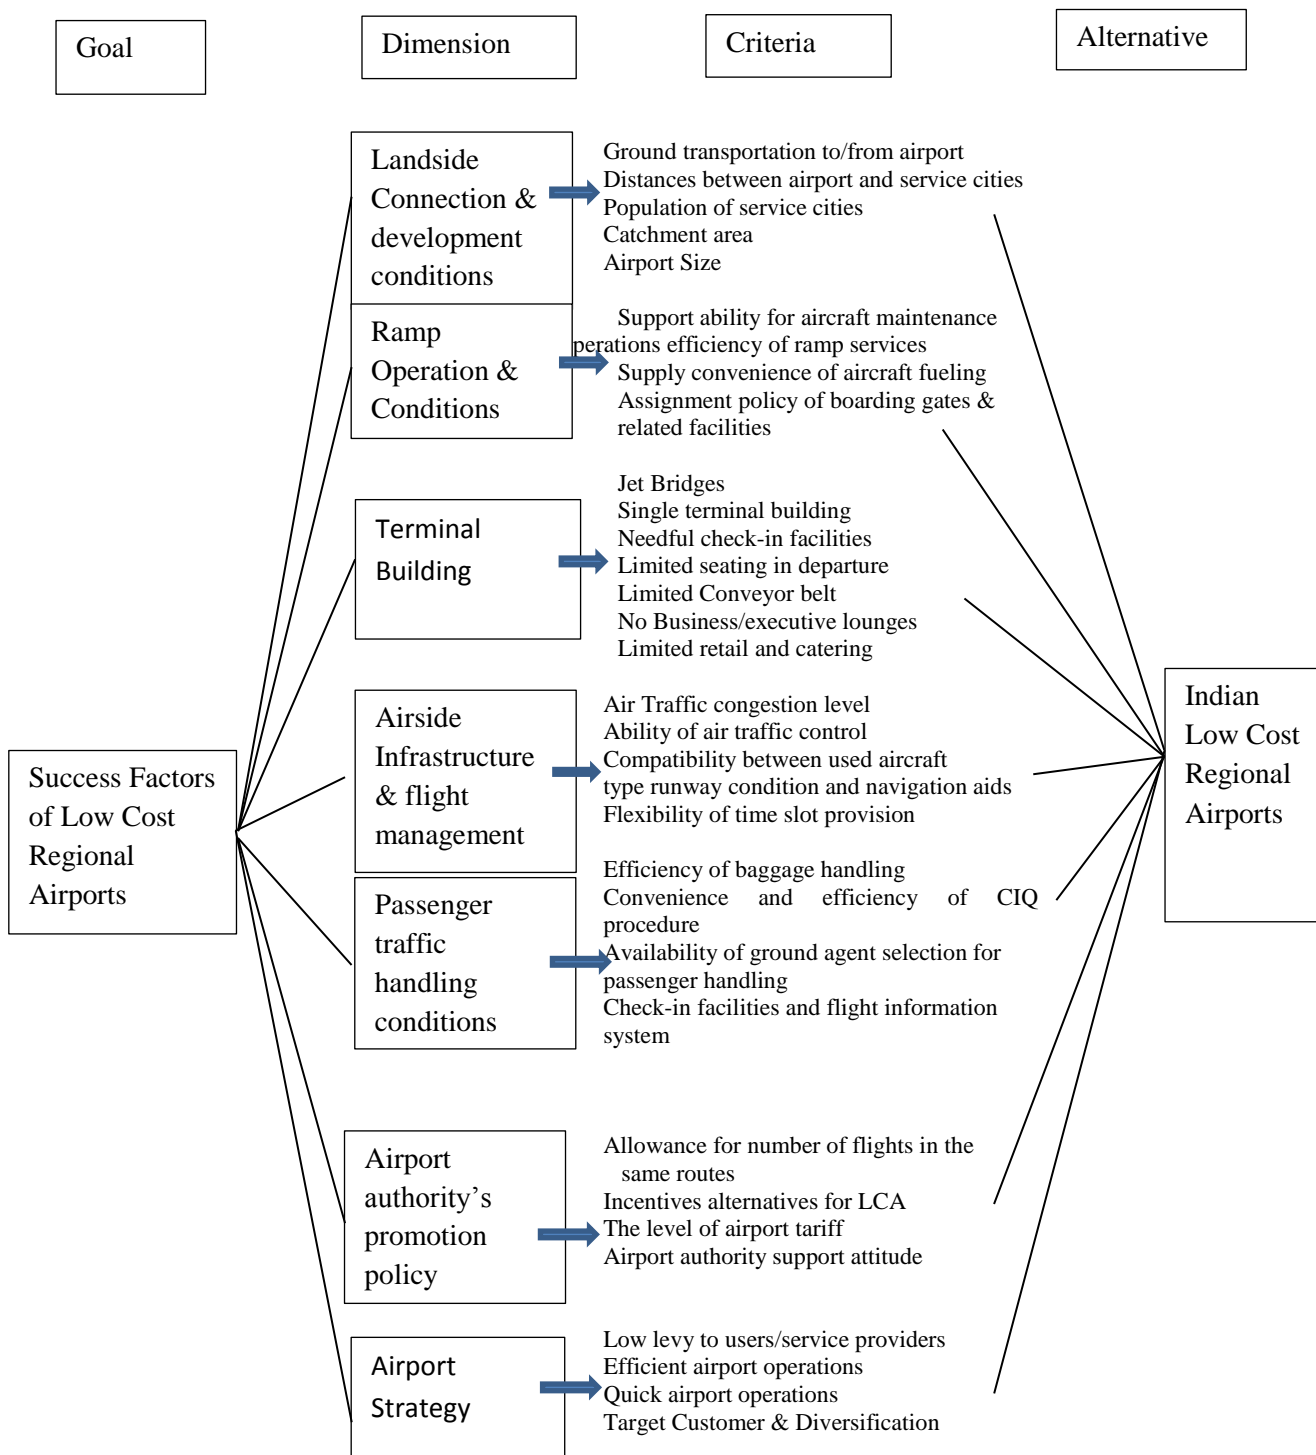 Goal
Dimension
Criteria
Alternative
Landside
Connection &
development
conditions
Ground transportation to/from airport
Distances between airport and service cities
Population of service cities
Catchment area
Airport Size
Ramp
Operation &
Conditions
Support ability for aircraft maintenance
perations efficiency of ramp services
Supply convenience of aircraft fueling
Assignment policy of boarding gates &
related facilities
Terminal
Building
Jet Bridges
Single terminal building
Needful check-in facilities
Limited seating in departure
Limited Conveyor belt
No Business/executive lounges
Limited retail and catering
Success Factors
of Low Cost
Regional
Airports
Airside
Infrastructure
& flight
management
Air Traffic congestion level
Ability of air traffic control
Compatibility between used aircraft
type runway condition and navigation aids
Flexibility of time slot provision
Indian
Low Cost
Regional
Airports
Passenger
traffic
handling
conditions
Efficiency of baggage handling
Convenience and efficiency of CIQ
procedure
Availability of ground agent selection for
passenger handling
Check-in facilities and flight information
system
Airport
authority’s
promotion
policy
Allowance for number of flights in the
same routes
Incentives alternatives for LCA
The level of airport tariff
Airport authority support attitude
Airport
Strategy
Low levy to users/service providers
Efficient airport operations
Quick airport operations
Target Customer & Diversification